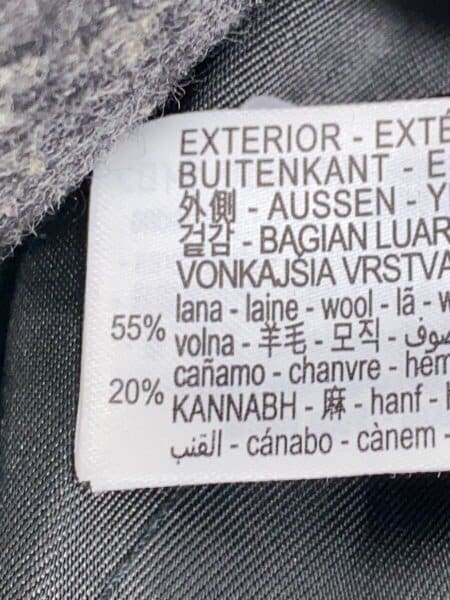 EXTERIOR - EXTÉ
BUITENKANT - E
外側 - AUSSEN - 
겉감 - BAGIAN LUAR
VONKAJŠIA VRSTVA
55% lana - laine - wool - lã - w
volna - 羊毛 - 모직 - صوف
20% cañamo - chanvre - hem
ΚΑΝΝΑΒΗ - 麻 - hanf - 
القنب - cánabo - cànem -